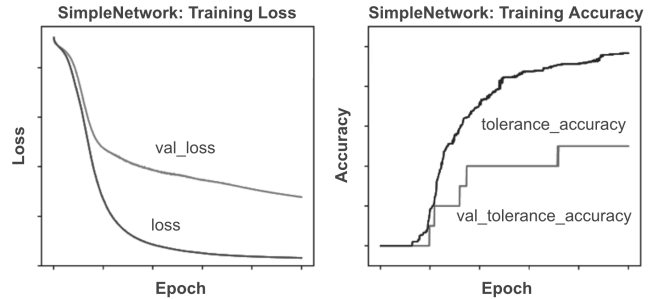 SimpleNetwork: Training Loss
Loss
val_loss
loss
Epoch
SimpleNetwork: Training Accuracy
Accuracy
tolerance_accuracy
val_tolerance_accuracy
Epoch